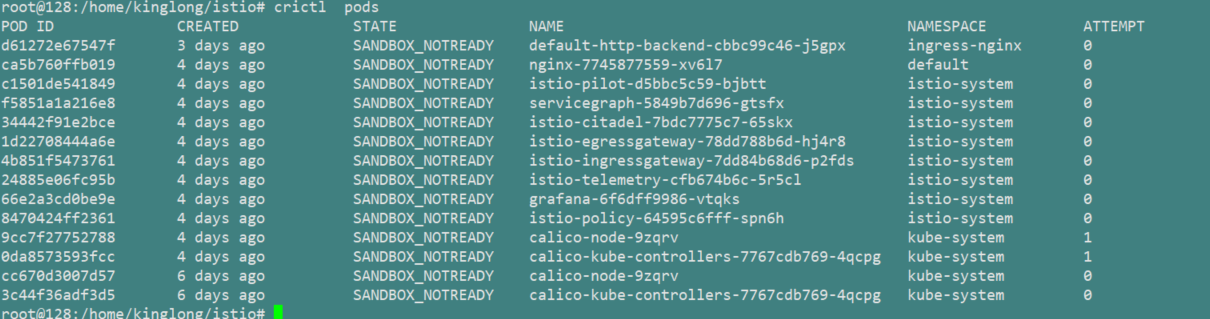 root@128:/home/kinglong/istio# crictl  pods
POD ID CREATED STATE NAME NAMESPACE ATTEMPT
d61272e67547f 3 days ago SANDBOX_NOTREADY default-http-backend-cbbc99c46-j5gpx ingress-nginx 0
ca5b760ffb019 4 days ago SANDBOX_NOTREADY nginx-7745877559-xv6l7 default 0
c1501de541849 4 days ago SANDBOX_NOTREADY istio-pilot-d5bbc5c59-bjbtt istio-system 0
f5851a1a216e8 4 days ago SANDBOX_NOTREADY servicegraph-5849b7d696-gtsfx istio-system 0
34442f91e2bce 4 days ago SANDBOX_NOTREADY istio-citadel-7bdc7775c7-65skx istio-system 0
1d22708444a6e 4 days ago SANDBOX_NOTREADY istio-egressgateway-78dd788b6d-hj4r8 istio-system 0
4b851f5473761 4 days ago SANDBOX_NOTREADY istio-ingressgateway-7dd84b68d6-p2fds istio-system 0
24885e06fc95b 4 days ago SANDBOX_NOTREADY istio-telemetry-cfb674b6c-5r5cl istio-system 0
66e2a3cd0be9e 4 days ago SANDBOX_NOTREADY grafana-6f6dff9986-vtqks istio-system 0
8470424ff2361 4 days ago SANDBOX_NOTREADY istio-policy-64595c6fff-spn6h istio-system 0
9cc7f27752788 4 days ago SANDBOX_NOTREADY calico-node-9zqrv kube-system 1
0da8573593fcc 4 days ago SANDBOX_NOTREADY calico-kube-controllers-7767cdb769-4qcpg kube-system 1
cc670d3007d57 6 days ago SANDBOX_NOTREADY calico-node-9zqrv kube-system 0
3c44f36adf3d5 6 days ago SANDBOX_NOTREADY calico-kube-controllers-7767cdb769-4qcpg kube-system 0
root@128:/home/kinglong/istio#